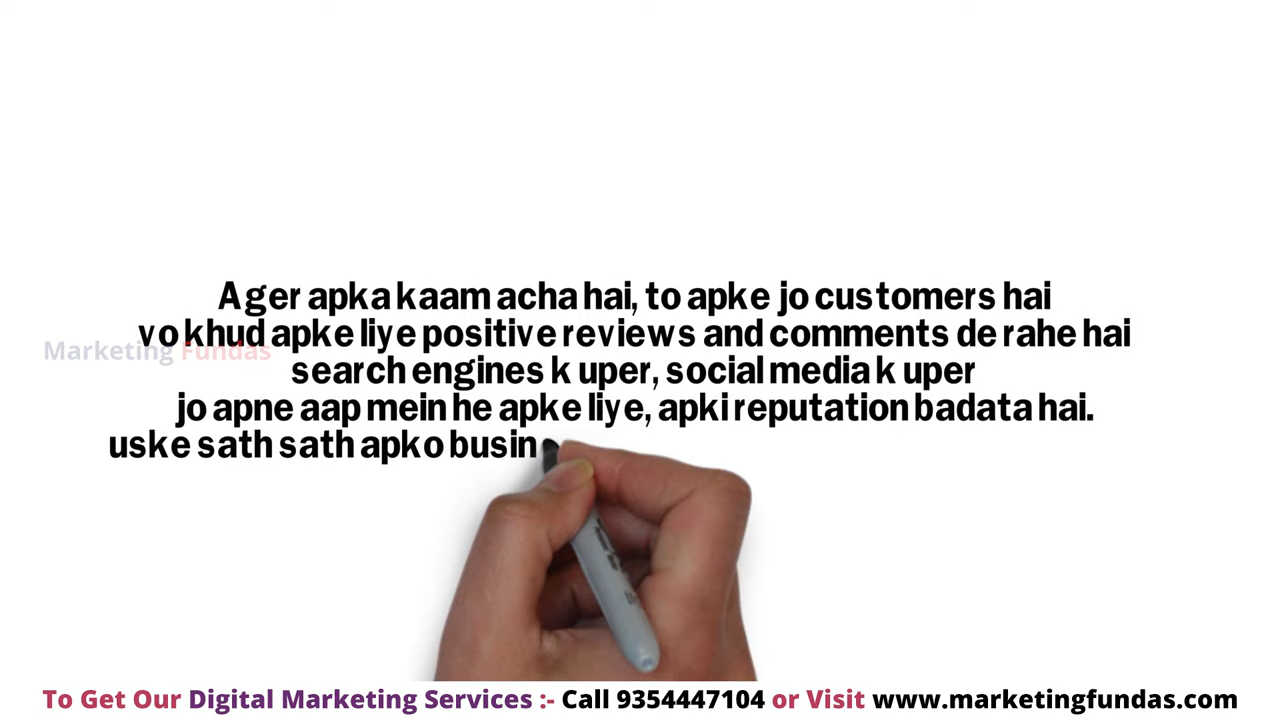 Ager apka kaam acha hai, to apke jo customers hai
vo khud apke liye positive reviews and comments de rahe hai
Marketing Fundas
search engines k uper, social media k uper
jo apne aap mein he apke liye, apki reputation badata hai.
uske sath sath apko busin
To Get Our Digital Marketing Services :- Call 9354447104 or Visit www.marketingfundas.com